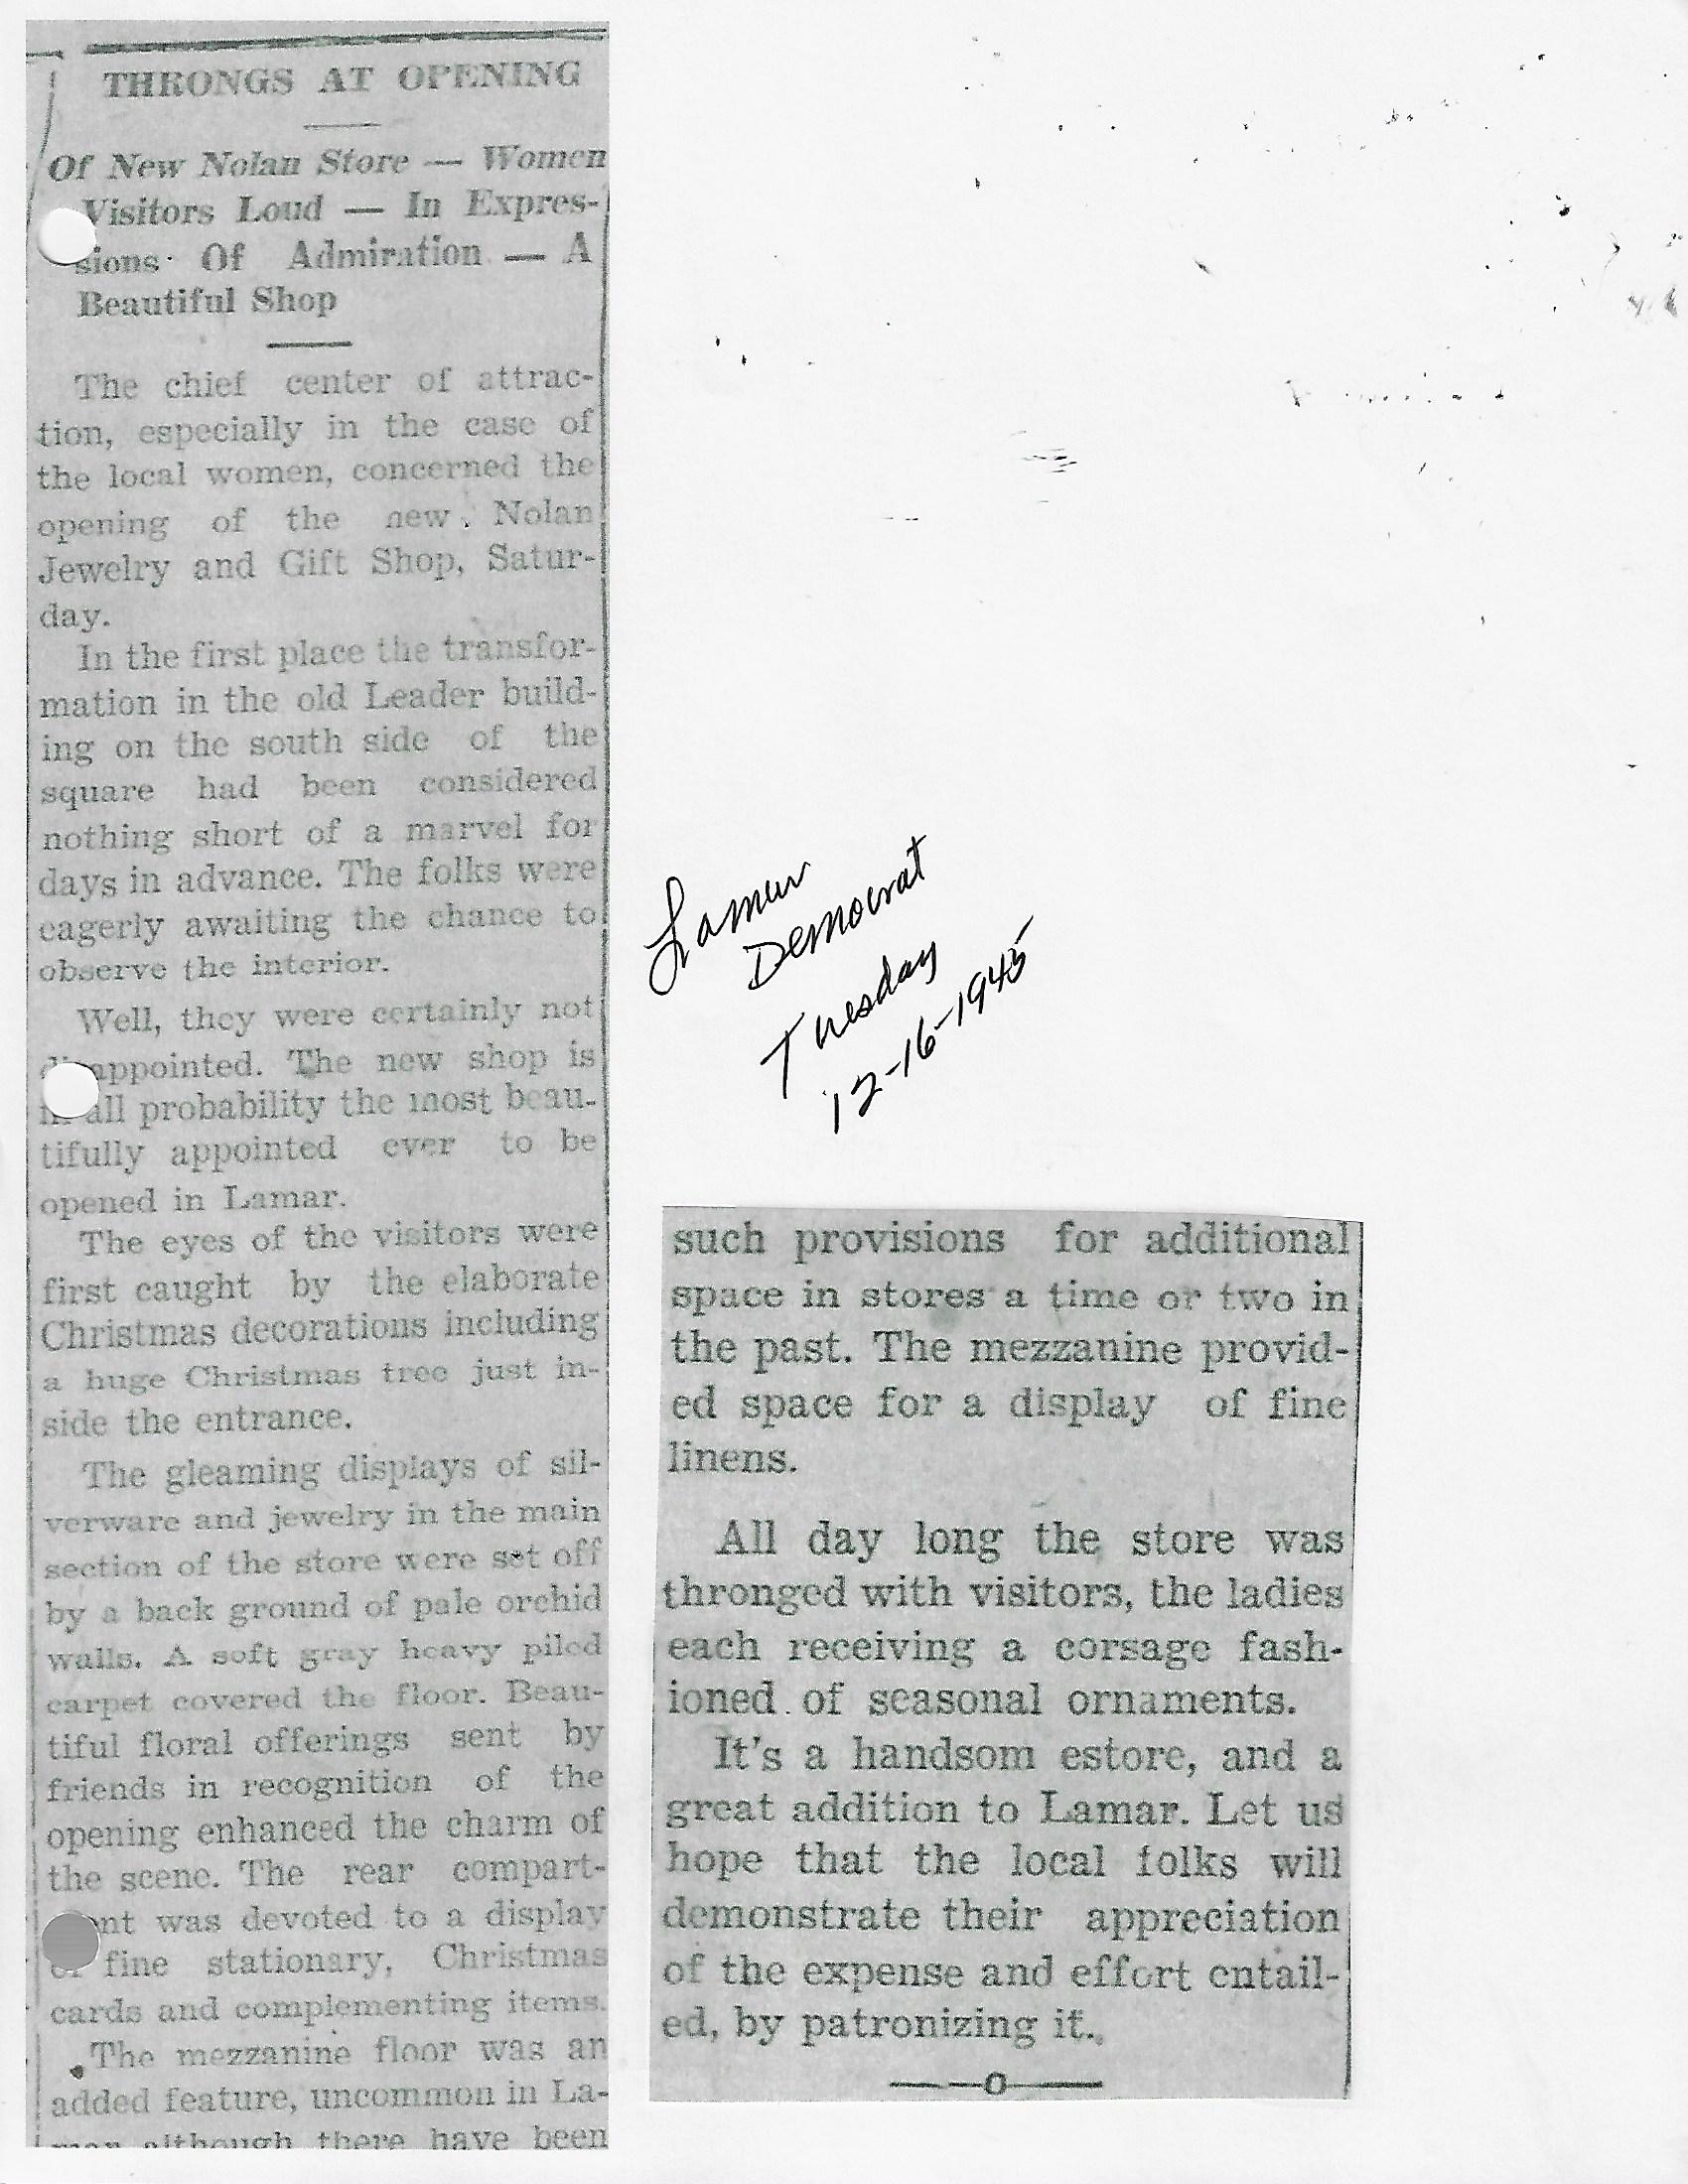 THRONGS AT OPENING
Of New Nolan Store — Women
Visitors Loud — In Expres-
sions Of Admiration — A
Beautiful Shop
The chief center of attrac-
tion, especially in the case of
the local women, concerned the
opening of the new Nolan
Jewelry and Gift Shop, Satur-
day.
In the first place the transfor-
mation in the old Leader build-
ing on the south side of the
square had been considered
nothing short of a marvel for
days in advance. The folks were
eagerly awaiting the chance to
observe the interior.
Well, they were certainly not
disappointed. The new shop is
in all probability the most beau-
tifully appointed ever to be
opened in Lamar.
The eyes of the visitors were
first caught by the elaborate
Christmas decorations including
a huge Christmas tree just in-
side the entrance.
The gleaming displays of sil-
verware and jewelry in the main
section of the store were set off
by a back ground of pale orchid
walls. A soft gray heavy piled
carpet covered the floor. Beau-
tiful floral offerings sent by
friends in recognition of the
opening enhanced the charm of
the scene. The rear compart-
ent was devoted to a display
of fine stationary, Christmas
cards and complementing items.
The mezzanine floor was an
added feature, uncommon in La-
mar although there have been
Lamar
Democrat
Tuesday
12-16-1945
such provisions for additional
space in stores a time or two in
the past. The mezzanine provid-
ed space for a display of fine
linens.
All day long the store was
thronged with visitors, the ladies
each receiving a corsage fash-
ioned of seasonal ornaments.
It's a handsom estore, and a
great addition to Lamar. Let us
hope that the local folks will
demonstrate their appreciation
of the expense and effort entail-
ed, by patronizing it.
—o—